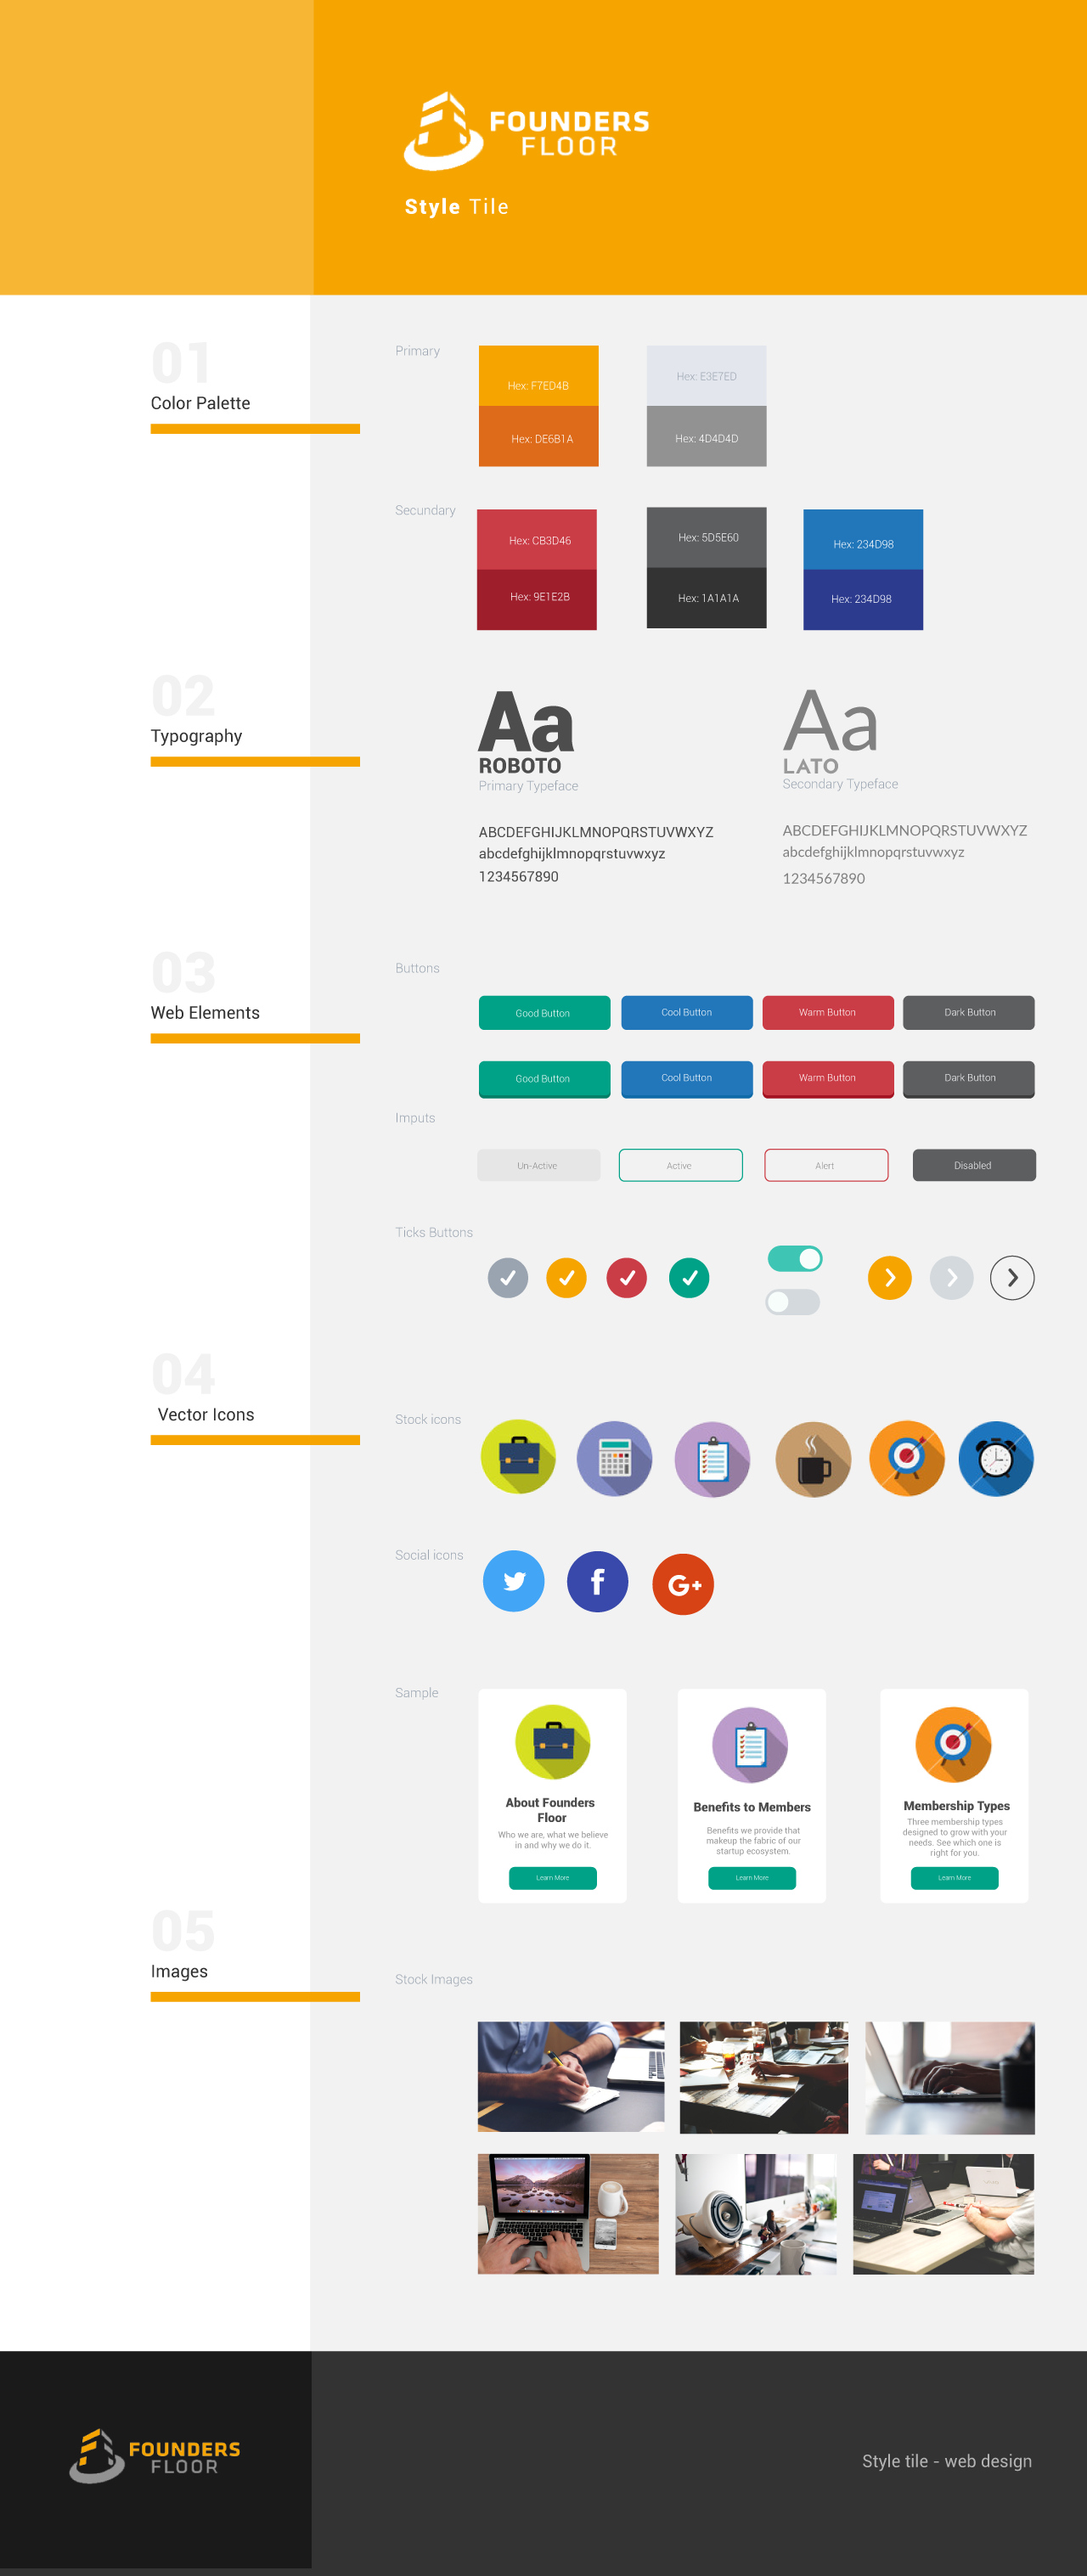 FOUNDERS
FLOOR
Style Tile
01
Color Palette
Primary
Hex: F7ED4B
Hex: E3E7ED
Hex: DE6B1A
Hex: 4D4D4D
Secundary
Hex: CB3D46
Hex: 5D5E60
Hex: 234D98
Hex: 9E1E2B
Hex: 1A1A1A
Hex: 234D98
02
Typography
Aa
ROBOTO
Primary Typeface
ABCDEFGHIJKLMNOPQRSTUVWXYZ
abcdefghijklmnopqrstuvwxyz
1234567890
Aa
LATO
Secondary Typeface
ABCDEFGHIJKLMNOPQRSTUVWXYZ
abcdefghijklmnopqrstuvwxyz
1234567890
03
Web Elements
Buttons
Good Button
Cool Button
Warm Button
Dark Button
Good Button
Cool Button
Warm Button
Dark Button
Imputs
Un-Active
Active
Alert
Disabled
Ticks Buttons
04
Vector Icons
Stock icons
Social icons
f
G+
Sample
About Founders
Floor
Who we are, what we believe
in and why we do it.
Learn More
Benefits to Members
Benefits we provide that
makeup the fabric of our
startup ecosystem.
Learn More
Membership Types
Three membership types
designed to grow with your
needs. See which one is
right for you.
Learn More
05
Images
Stock Images
FOUNDERS
FLOOR
Style tile - web design